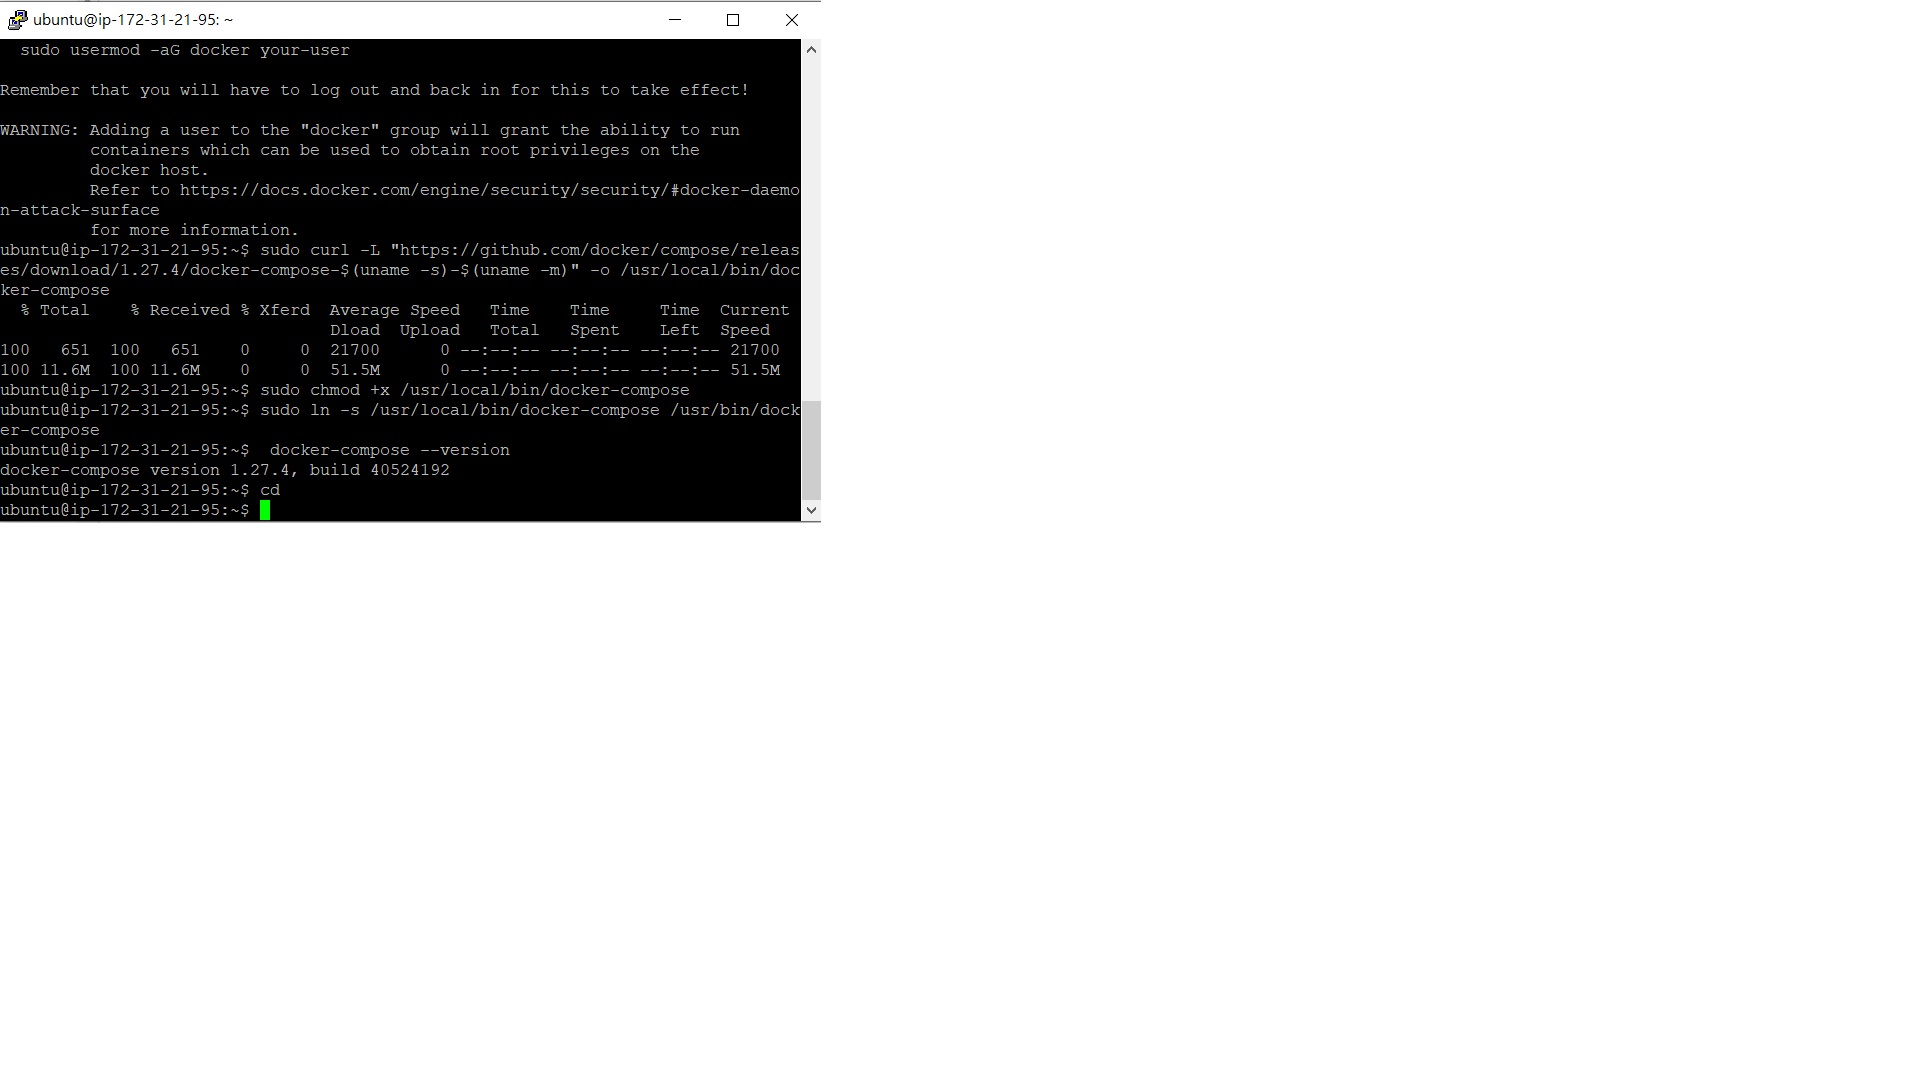 ubuntu@ip-172-31-21-95: ~
sudo usermod -aG docker your-user
Remember that you will have to log out and back in for this to take effect!
WARNING: Adding a user to the "docker" group will grant the ability to run
containers which can be used to obtain root privileges on the
docker host.
Refer to https://docs.docker.com/engine/security/security/#docker-daemo
n-attack-surface
for more information.
ubuntu@ip-172-31-21-95:~$ sudo curl -L "https://github.com/docker/compose/releas
es/download/1.27.4/docker-compose-$(uname -s)-$(uname -m)" -o /usr/local/bin/doc
ker-compose
% Total % Received % Xferd Average Speed Time Time Time Current
Dload Upload Total Spent Left Speed
100 651 100 651 0 0 21700 0 --:--:-- --:--:-- --:--:-- 21700
100 11.6M 100 11.6M 0 0 51.5M 0 --:--:-- --:--:-- --:--:-- 51.5M
ubuntu@ip-172-31-21-95:~$ sudo chmod +x /usr/local/bin/docker-compose
ubuntu@ip-172-31-21-95:~$ sudo ln -s /usr/local/bin/docker-compose /usr/bin/dock
er-compose
ubuntu@ip-172-31-21-95:~$ docker-compose --version
docker-compose version 1.27.4, build 40524192
ubuntu@ip-172-31-21-95:~$ cd
ubuntu@ip-172-31-21-95:~$